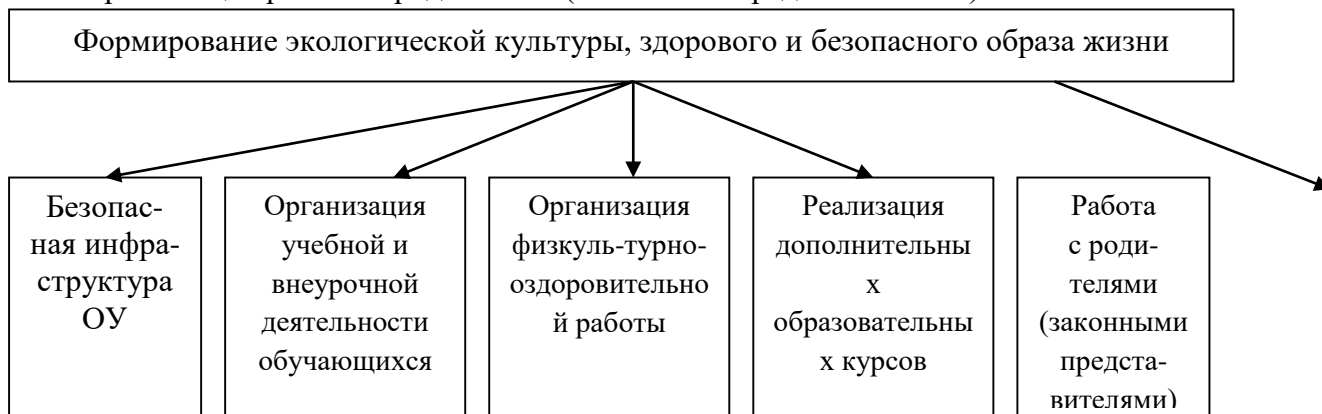 Формирование экологической культуры, здорового и безопасного образа жизни
Безопас-
ная инфра-
структура
ОУ
Организация
учебной и
внеурочной
деятельности
обучающихся
Организация
физкуль-турно-
оздоровительно
й работы
Реализация
дополнительны
х
образовательны
х курсов
Работа
с роди-
телями
(законными
предста-
вителями)